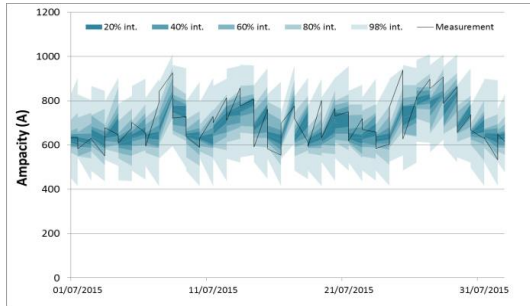 1200
20% int.
40% int.
60% int.
80% int.
98% int.
Measurement
1000
800
600
400
200
0
Ampacity (A)
01/07/2015
11/07/2015
21/07/2015
31/07/2015